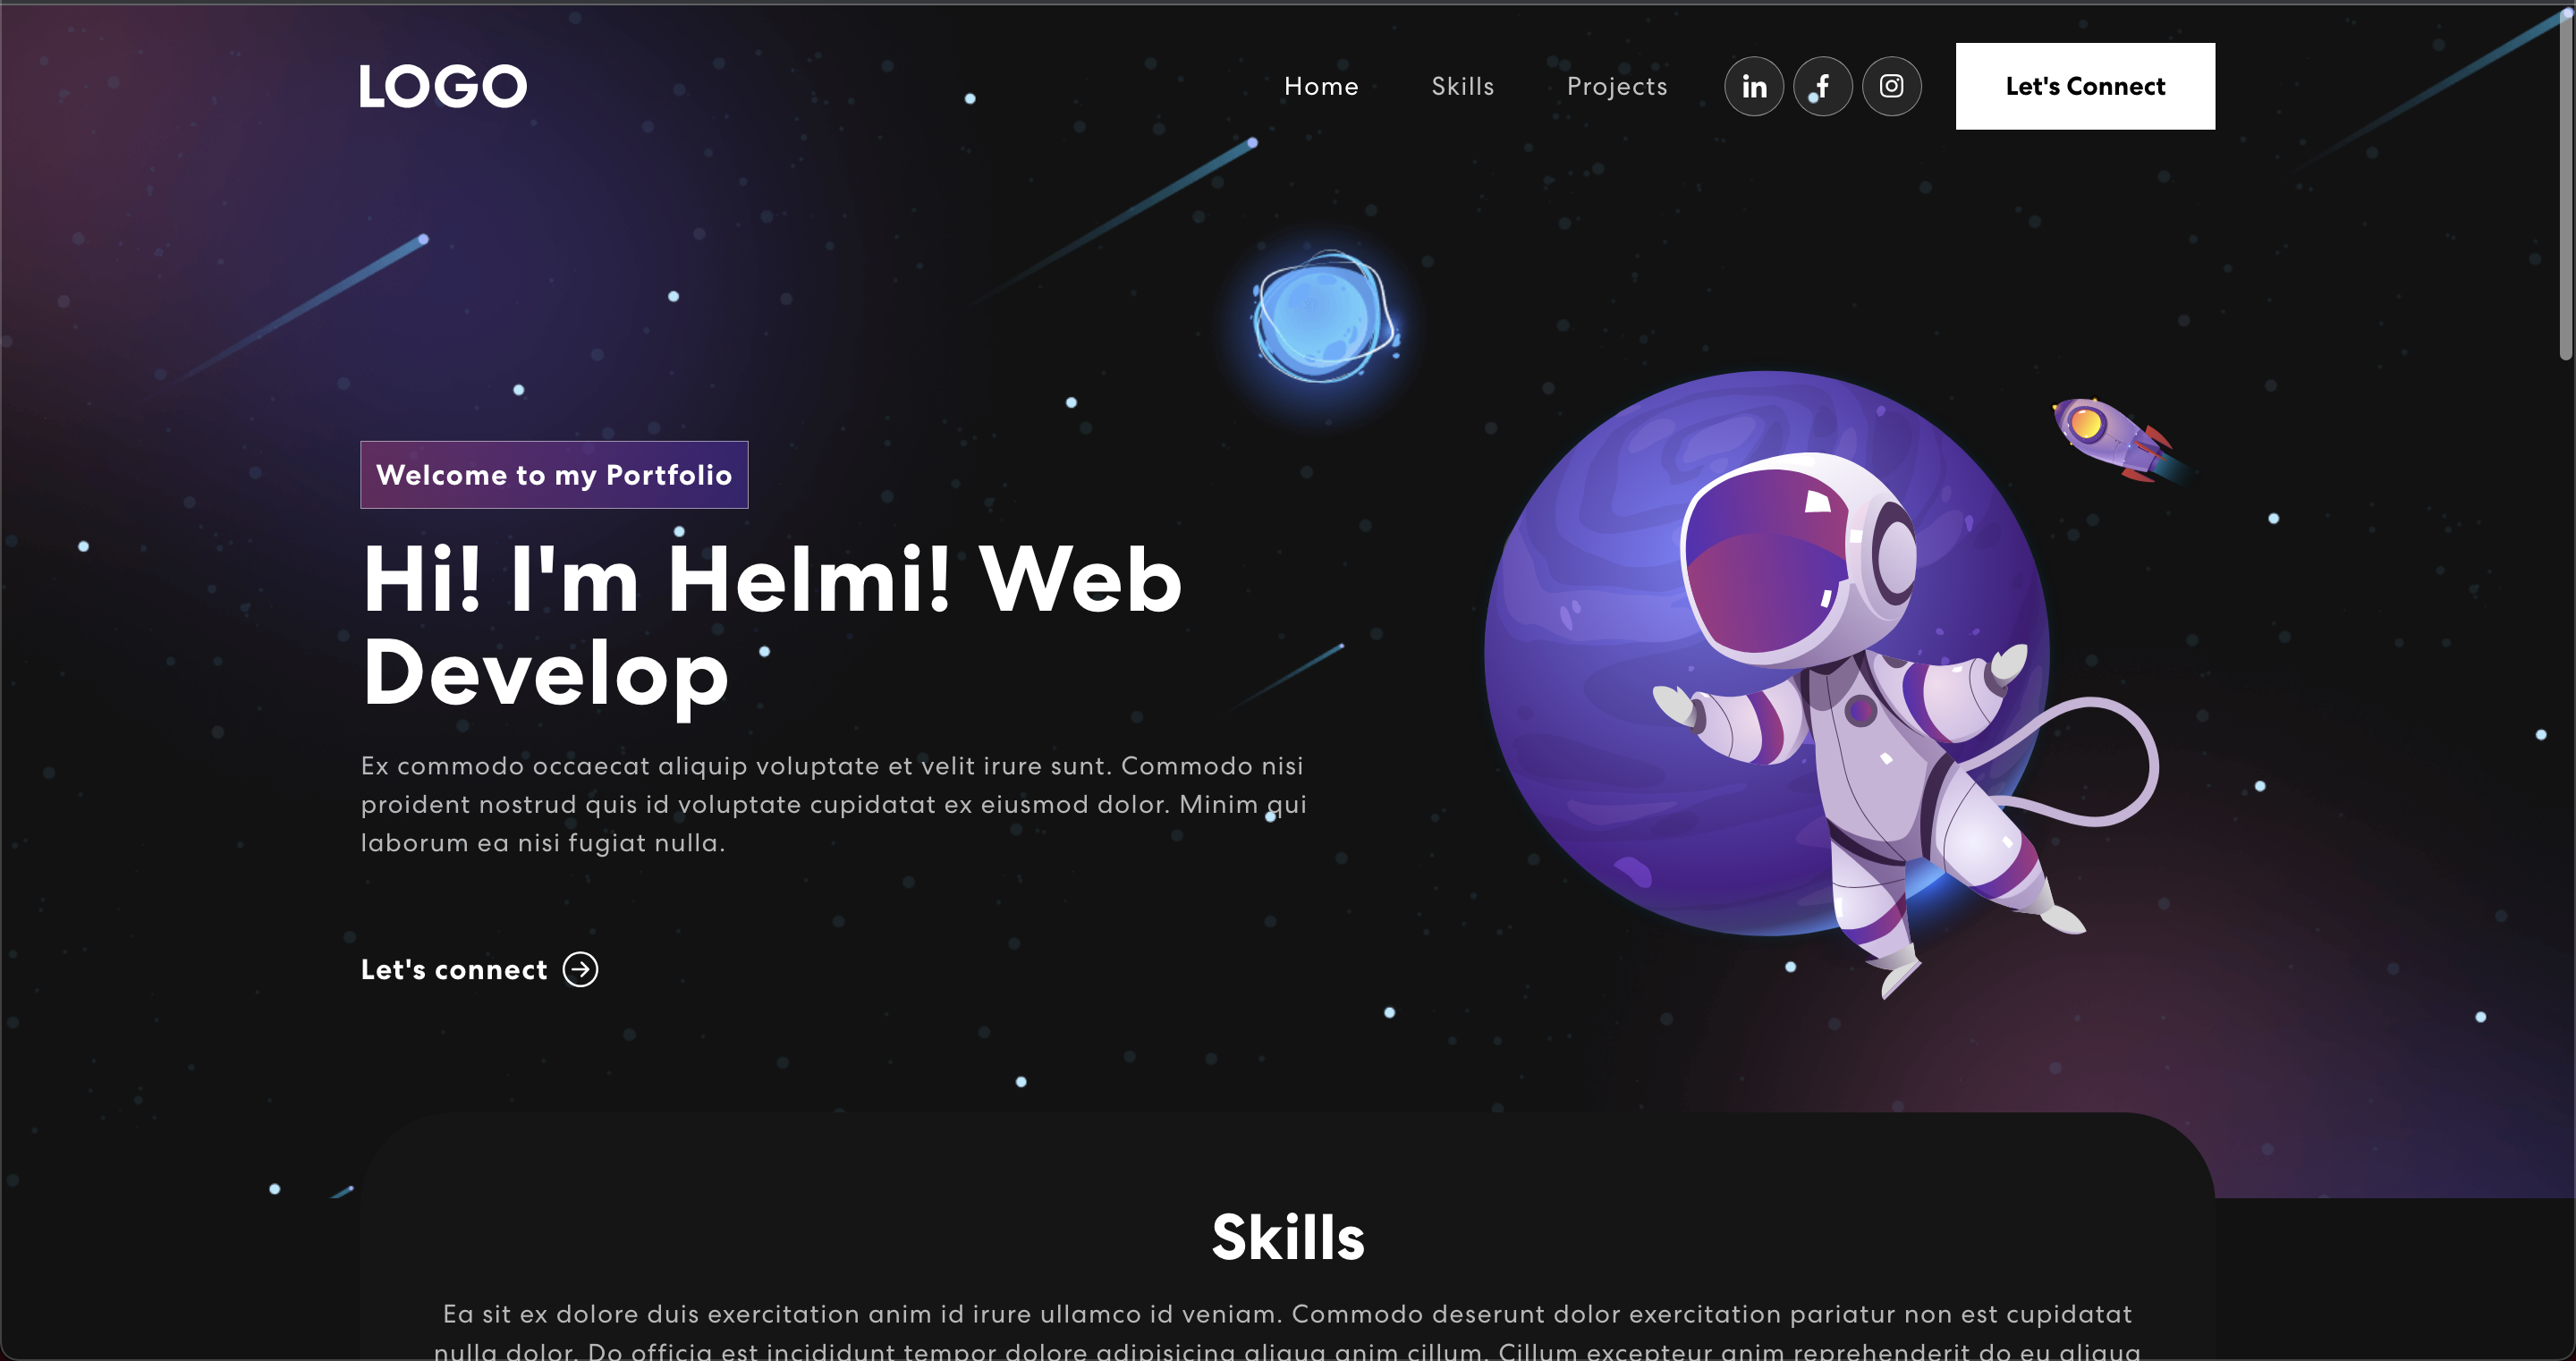 LOGO
Home Skills Projects Let's Connect
Welcome to my Portfolio
Hi! I'm Helmi! Web
Develop
Ex commodo occaecat aliquip voluptate et velit irure sunt. Commodo nisi
proident nostrud quis id voluptate cupidatat ex eiusmod dolor. Minim qui
laborum ea nisi fugiat nulla.
Let's connect
Skills
Ea sit ex dolore duis exercitation anim id irure ullamco id veniam. Commodo deserunt dolor exercitation pariatur non est cupidatat
nulla dolor. Do officia est incididunt tempor dolore adipisicing aliqua anim cillum. Cillum excepteur anim reprehenderit do eu aliqua